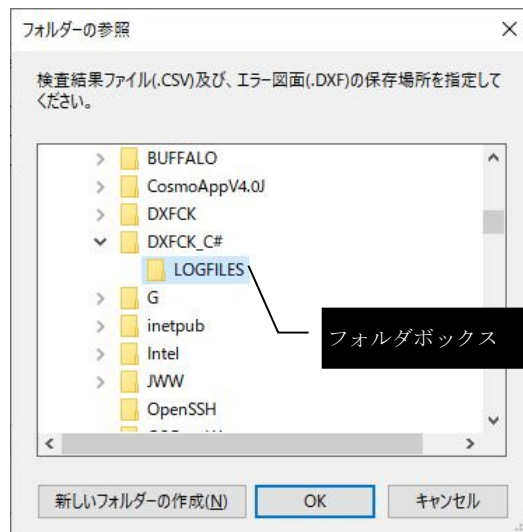 フォルダーの参照
検査結果ファイル(.CSV)及び、エラー図面(.DXF)の保存場所を指定して
ください。
BUFFALO
CosmoAppV4.0J
DXFCK
DXFCK_C#
LOGFILES
G
inetpub
フォルダボックス
Intel
JWW
OpenSSH
新しいフォルダーの作成(N)
OK
キャンセル